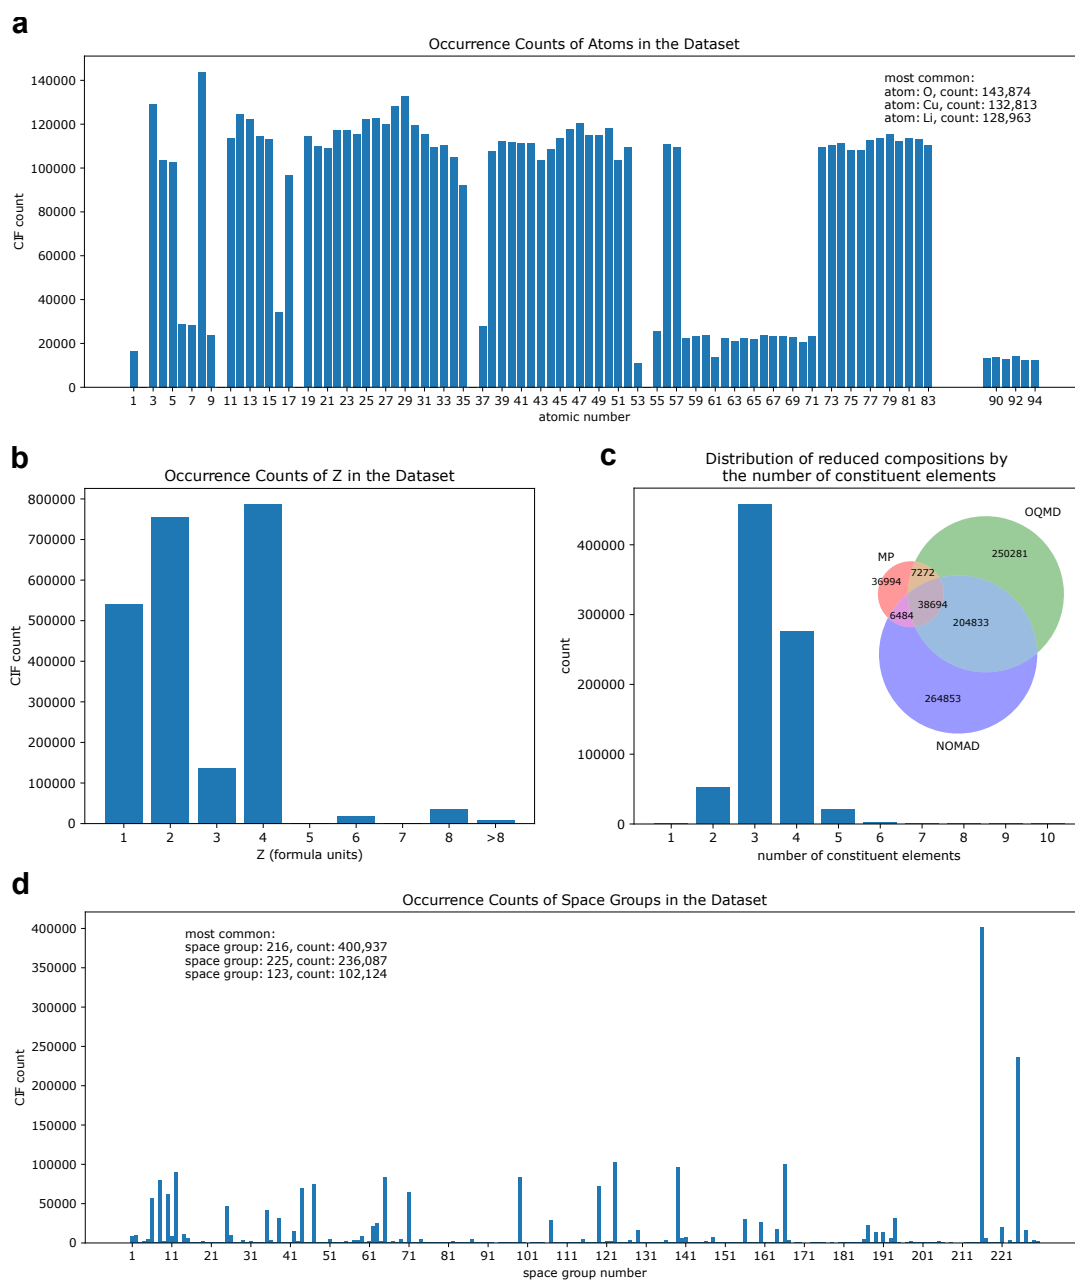 a
Occurrence Counts of Atoms in the Dataset
most common:
atom: O, count: 143,874
atom: Cu, count: 132,813
atom: Li, count: 128,963
CIF count
140000
120000
100000
80000
60000
40000
20000
0
1 3 5 7 9 11 13 15 17 19 21 23 25 27 29 31 33 35 37 39 41 43 45 47 49 51 53 55 57 59 61 63 65 67 69 71 73 75 77 79 81 83 90 92 94
atomic number
b
Occurrence Counts of Z in the Dataset
CIF count
800000
700000
600000
500000
400000
300000
200000
100000
0
1 2 3 4 5 6 7 8 >8
Z (formula units)
c
Distribution of reduced compositions by
the number of constituent elements
count
400000
300000
200000
100000
0
1 2 3 4 5 6 7 8 9 10
number of constituent elements
OQMD
MP
250281
7272
36994
38694
6484
204833
264853
NOMAD
d
Occurrence Counts of Space Groups in the Dataset
most common:
space group: 216, count: 400,937
space group: 225, count: 236,087
space group: 123, count: 102,124
CIF count
400000
350000
300000
250000
200000
150000
100000
50000
0
1 11 21 31 41 51 61 71 81 91 101 111 121 131 141 151 161 171 181 191 201 211 221
space group number